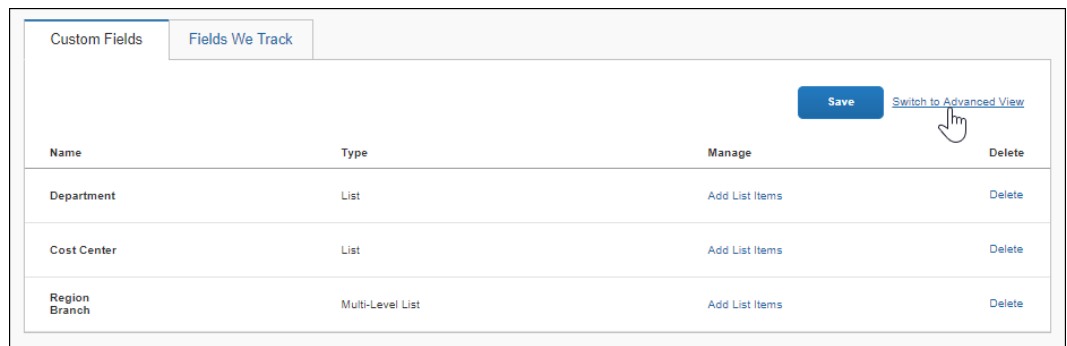 Custom Fields Fields We Track
Save Switch to Advanced View
Name Type Manage Delete
Department List Add List Items Delete
Cost Center List Add List Items Delete
Region
Branch Multi-Level List Add List Items Delete